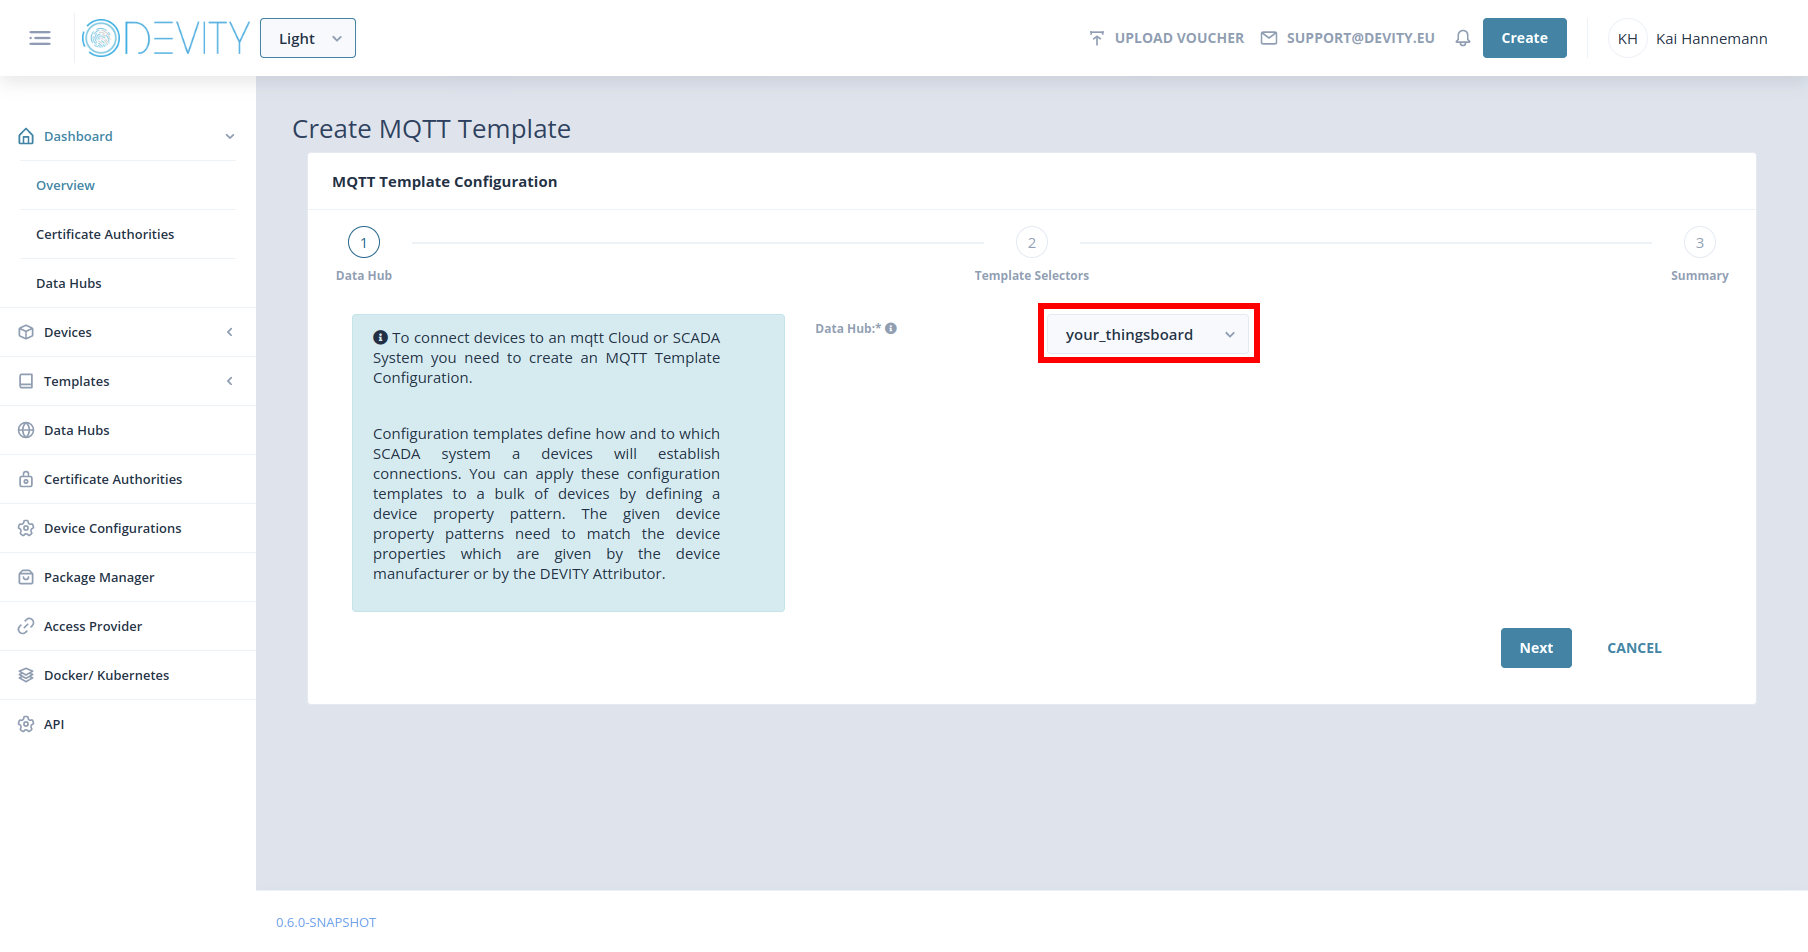 DEVITY
Light
UPLOAD VOUCHER
SUPPORT@DEVITY.EU
Create
KH
Kai Hannemann
Dashboard
Overview
Certificate Authorities
Data Hubs
Devices
Templates
Data Hubs
Certificate Authorities
Device Configurations
Package Manager
Access Provider
Docker/ Kubernetes
API
Create MQTT Template
MQTT Template Configuration
1
Data Hub
2
Template Selectors
3
Summary
To connect devices to an mqtt Cloud or SCADA
System you need to create an MQTT Template
Configuration.
Configuration templates define how and to which
SCADA system a devices will establish
connections. You can apply these configuration
templates to a bulk of devices by defining a
device property pattern. The given device
property patterns need to match the device
properties which are given by the device
manufacturer or by the DEVITY Attributor.
Data Hub:*
your_thingsboard
Next
CANCEL
0.6.0-SNAPSHOT